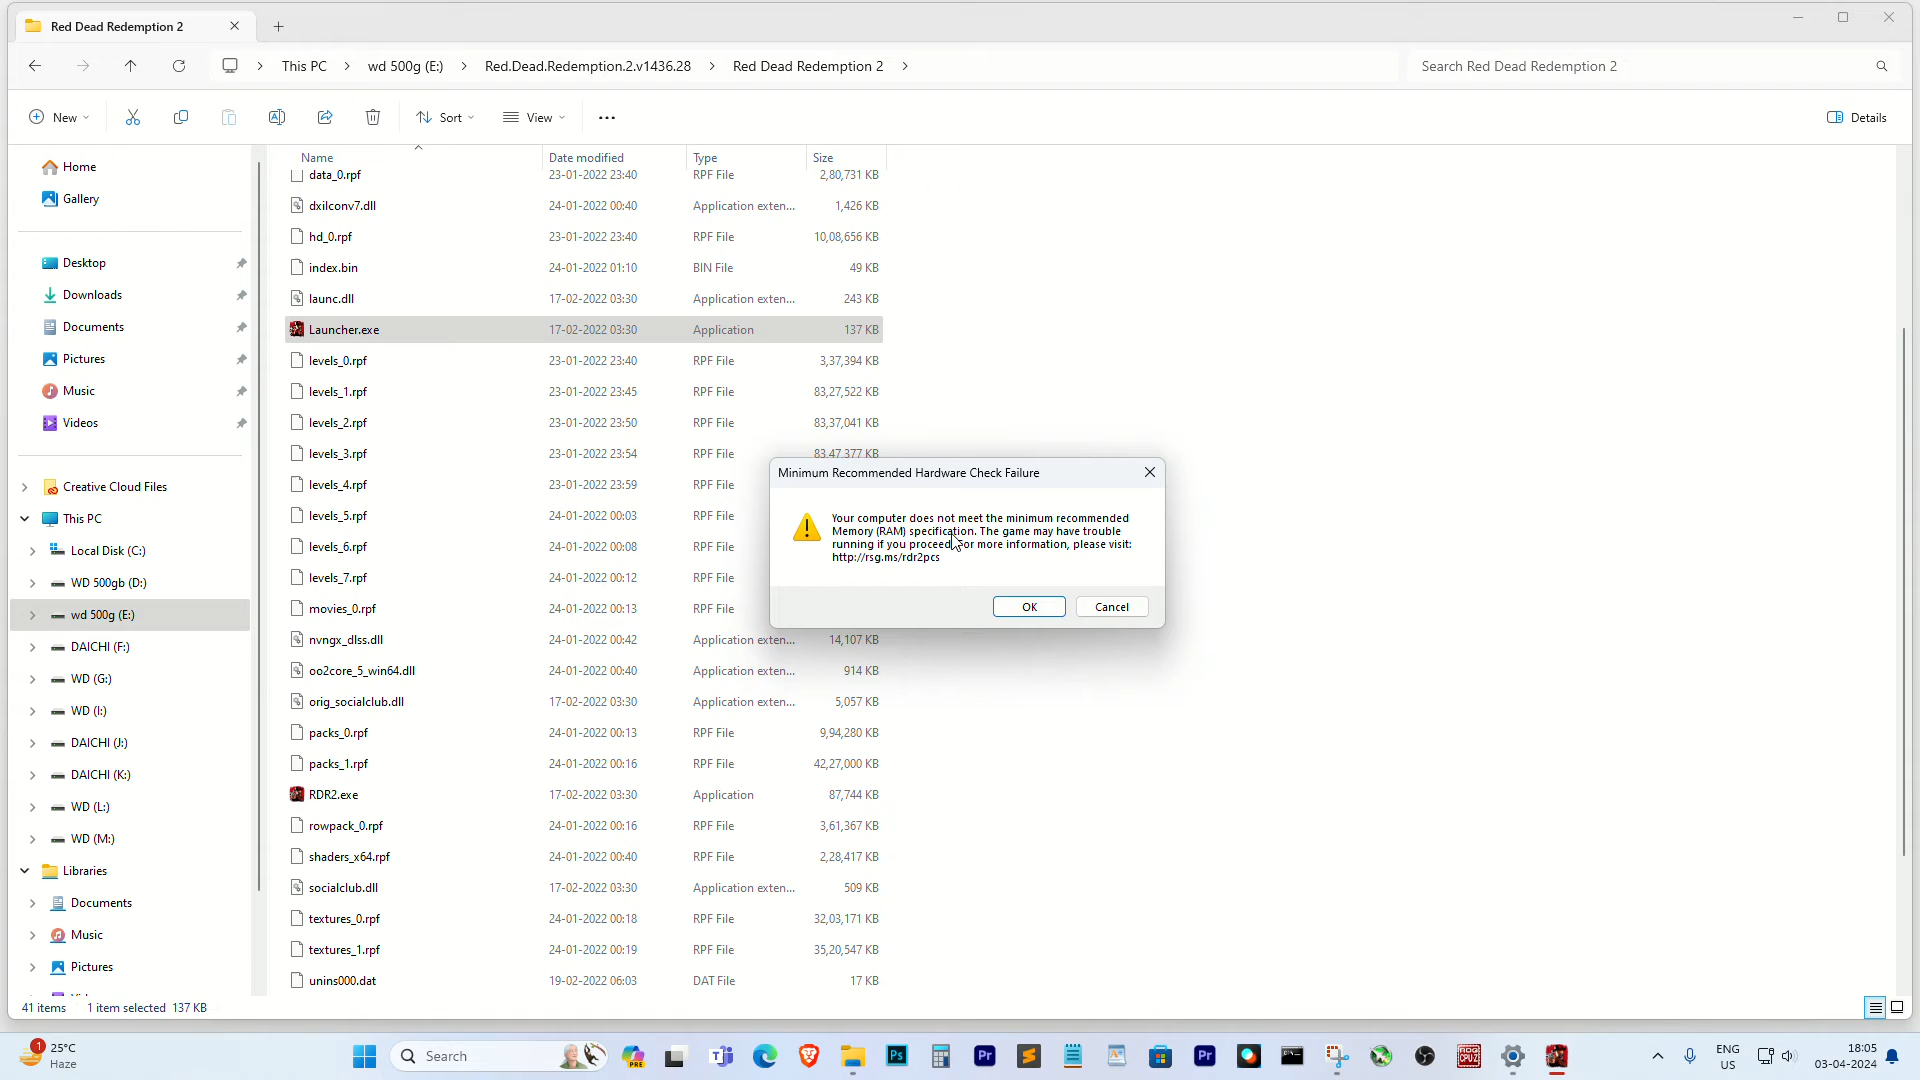 Red Dead Redemption 2
This PC
wd 500g (E:)
Red.Dead.Redemption.2.v1436.28
Red Dead Redemption 2
Search Red Dead Redemption 2
New
Sort
View
Details
Home
Gallery
Desktop
Downloads
Documents
Pictures
Music
Videos
Creative Cloud Files
This PC
Local Disk (C:)
WD 500gb (D:)
wd 500g (E:)
DAICHI (F:)
WD (G:)
WD (I:)
DAICHI (J:)
DAICHI (K:)
WD (L:)
WD (M:)
Libraries
Documents
Music
Pictures
Name Date modified Type Size
data_0.rpf 23-01-2022 23:40 RPF File 2,80,731 KB
dxilconv7.dll 24-01-2022 00:40 Application exten... 1,426 KB
hd_0.rpf 23-01-2022 23:40 RPF File 10,08,656 KB
index.bin 24-01-2022 01:10 BIN File 49 KB
launc.dll 17-02-2022 03:30 Application exten... 243 KB
Launcher.exe 17-02-2022 03:30 Application 137 KB
levels_0.rpf 23-01-2022 23:40 RPF File 3,37,394 KB
levels_1.rpf 23-01-2022 23:45 RPF File 83,27,522 KB
levels_2.rpf 23-01-2022 23:50 RPF File 83,37,041 KB
levels_3.rpf 23-01-2022 23:54 RPF File 83,47,377 KB
levels_4.rpf 23-01-2022 23:59 RPF File
levels_5.rpf 24-01-2022 00:03 RPF File
levels_6.rpf 24-01-2022 00:08 RPF File
levels_7.rpf 24-01-2022 00:12 RPF File
movies_0.rpf 24-01-2022 00:13 RPF File
nvngx_dlss.dll 24-01-2022 00:42 Application exten... 14,107 KB
oo2core_5_win64.dll 24-01-2022 00:40 Application exten... 914 KB
orig_socialclub.dll 17-02-2022 03:30 Application exten... 5,057 KB
packs_0.rpf 24-01-2022 00:13 RPF File 9,94,280 KB
packs_1.rpf 24-01-2022 00:16 RPF File 42,27,000 KB
RDR2.exe 17-02-2022 03:30 Application 87,744 KB
rowpack_0.rpf 24-01-2022 00:16 RPF File 3,61,367 KB
shaders_x64.rpf 24-01-2022 00:40 RPF File 2,28,417 KB
socialclub.dll 17-02-2022 03:30 Application exten... 509 KB
textures_0.rpf 24-01-2022 00:18 RPF File 32,03,171 KB
textures_1.rpf 24-01-2022 00:19 RPF File 35,20,547 KB
unins000.dat 19-02-2022 06:03 DAT File 17 KB
Minimum Recommended Hardware Check Failure
Your computer does not meet the minimum recommended
Memory (RAM) specification. The game may have trouble
running if you proceed. For more information, please visit:
http://rsg.ms/rdr2pcs
OK
Cancel
41 items 1 item selected 137 KB
1
25°C
Haze
Search
PRE
Ps
Pr
Pr
CPUZ
ENG
US
18:05
03-04-2024